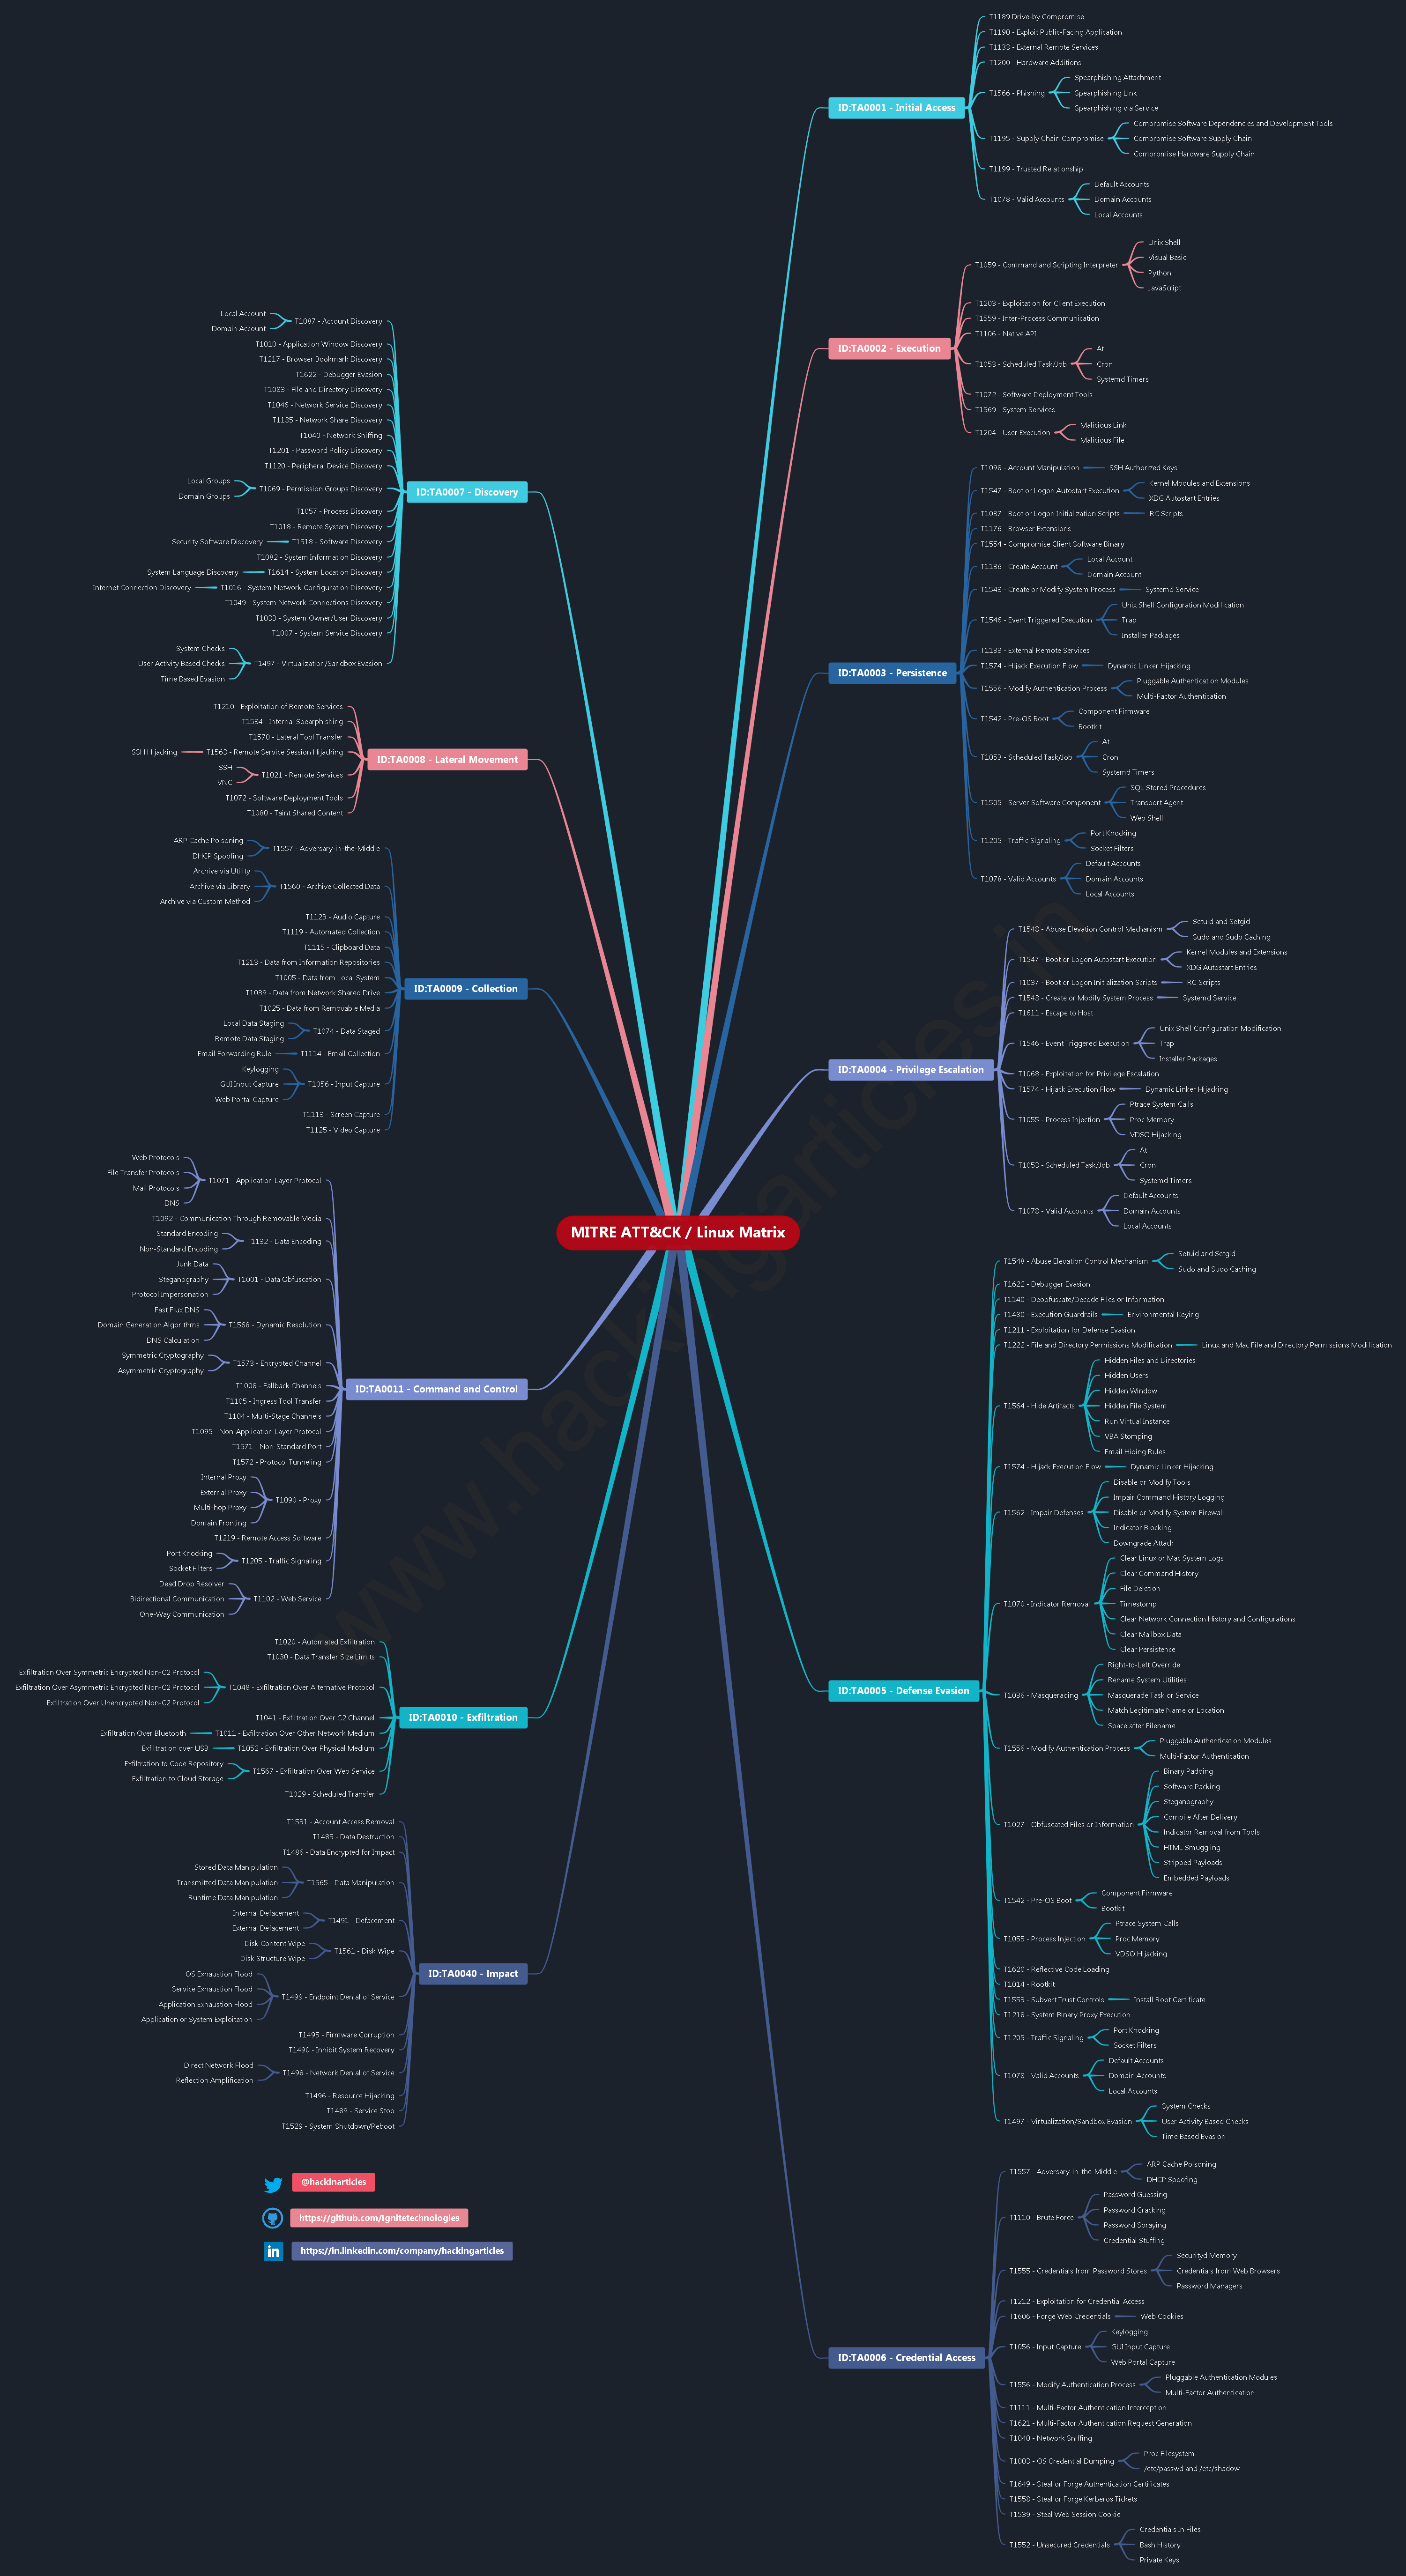 MITRE ATT&CK / Linux Matrix
ID:TA0001 - Initial Access
T1189 Drive-by Compromise
T1190 - Exploit Public-Facing Application
T1133 - External Remote Services
T1200 - Hardware Additions
T1566 - Phishing
Spearphishing Attachment
Spearphishing Link
Spearphishing via Service
T1195 - Supply Chain Compromise
Compromise Software Dependencies and Development Tools
Compromise Software Supply Chain
Compromise Hardware Supply Chain
T1199 - Trusted Relationship
T1078 - Valid Accounts
Default Accounts
Domain Accounts
Local Accounts
ID:TA0002 - Execution
T1059 - Command and Scripting Interpreter
Unix Shell
Visual Basic
Python
JavaScript
T1203 - Exploitation for Client Execution
T1559 - Inter-Process Communication
T1106 - Native API
T1053 - Scheduled Task/Job
At
Cron
Systemd Timers
T1072 - Software Deployment Tools
T1569 - System Services
T1204 - User Execution
Malicious Link
Malicious File
ID:TA0003 - Persistence
T1098 - Account Manipulation
SSH Authorized Keys
T1547 - Boot or Logon Autostart Execution
Kernel Modules and Extensions
XDG Autostart Entries
T1037 - Boot or Logon Initialization Scripts
RC Scripts
T1176 - Browser Extensions
T1554 - Compromise Client Software Binary
T1136 - Create Account
Local Account
Domain Account
T1543 - Create or Modify System Process
Systemd Service
T1546 - Event Triggered Execution
Unix Shell Configuration Modification
Trap
Installer Packages
T1133 - External Remote Services
T1574 - Hijack Execution Flow
Dynamic Linker Hijacking
T1556 - Modify Authentication Process
Pluggable Authentication Modules
Multi-Factor Authentication
T1542 - Pre-OS Boot
Component Firmware
Bootkit
T1053 - Scheduled Task/Job
At
Cron
Systemd Timers
T1505 - Server Software Component
SQL Stored Procedures
Transport Agent
Web Shell
T1205 - Traffic Signaling
Port Knocking
Socket Filters
T1078 - Valid Accounts
Default Accounts
Domain Accounts
Local Accounts
ID:TA0004 - Privilege Escalation
T1548 - Abuse Elevation Control Mechanism
Setuid and Setgid
Sudo and Sudo Caching
T1547 - Boot or Logon Autostart Execution
Kernel Modules and Extensions
XDG Autostart Entries
T1037 - Boot or Logon Initialization Scripts
RC Scripts
T1543 - Create or Modify System Process
Systemd Service
T1611 - Escape to Host
T1546 - Event Triggered Execution
Unix Shell Configuration Modification
Trap
Installer Packages
T1068 - Exploitation for Privilege Escalation
T1574 - Hijack Execution Flow
Dynamic Linker Hijacking
T1055 - Process Injection
Ptrace System Calls
Proc Memory
VDSO Hijacking
T1053 - Scheduled Task/Job
At
Cron
Systemd Timers
T1078 - Valid Accounts
Default Accounts
Domain Accounts
Local Accounts
ID:TA0005 - Defense Evasion
T1548 - Abuse Elevation Control Mechanism
Setuid and Setgid
Sudo and Sudo Caching
T1622 - Debugger Evasion
T1140 - Deobfuscate/Decode Files or Information
T1480 - Execution Guardrails
Environmental Keying
T1211 - Exploitation for Defense Evasion
T1222 - File and Directory Permissions Modification
Linux and Mac File and Directory Permissions Modification
T1564 - Hide Artifacts
Hidden Files and Directories
Hidden Users
Hidden Window
Hidden File System
Run Virtual Instance
VBA Stomping
Email Hiding Rules
T1574 - Hijack Execution Flow
Dynamic Linker Hijacking
T1562 - Impair Defenses
Disable or Modify Tools
Impair Command History Logging
Disable or Modify System Firewall
Indicator Blocking
Downgrade Attack
T1070 - Indicator Removal
Clear Linux or Mac System Logs
Clear Command History
File Deletion
Timestomp
Clear Network Connection History and Configurations
Clear Mailbox Data
Clear Persistence
T1036 - Masquerading
Right-to-Left Override
Rename System Utilities
Masquerade Task or Service
Match Legitimate Name or Location
Space after Filename
T1556 - Modify Authentication Process
Pluggable Authentication Modules
Multi-Factor Authentication
T1027 - Obfuscated Files or Information
Binary Padding
Software Packing
Steganography
Compile After Delivery
Indicator Removal from Tools
HTML Smuggling
Stripped Payloads
Embedded Payloads
T1542 - Pre-OS Boot
Component Firmware
Bootkit
T1055 - Process Injection
Ptrace System Calls
Proc Memory
VDSO Hijacking
T1620 - Reflective Code Loading
T1014 - Rootkit
T1553 - Subvert Trust Controls
Install Root Certificate
T1218 - System Binary Proxy Execution
T1205 - Traffic Signaling
Port Knocking
Socket Filters
T1078 - Valid Accounts
Default Accounts
Domain Accounts
Local Accounts
T1497 - Virtualization/Sandbox Evasion
System Checks
User Activity Based Checks
Time Based Evasion
ID:TA0006 - Credential Access
T1557 - Adversary-in-the-Middle
ARP Cache Poisoning
DHCP Spoofing
T1110 - Brute Force
Password Guessing
Password Cracking
Password Spraying
Credential Stuffing
T1555 - Credentials from Password Stores
Securityd Memory
Credentials from Web Browsers
Password Managers
T1212 - Exploitation for Credential Access
T1606 - Forge Web Credentials
Web Cookies
T1056 - Input Capture
Keylogging
GUI Input Capture
Web Portal Capture
T1556 - Modify Authentication Process
Pluggable Authentication Modules
Multi-Factor Authentication
T1111 - Multi-Factor Authentication Interception
T1621 - Multi-Factor Authentication Request Generation
T1040 - Network Sniffing
T1003 - OS Credential Dumping
Proc Filesystem
/etc/passwd and /etc/shadow
T1649 - Steal or Forge Authentication Certificates
T1558 - Steal or Forge Kerberos Tickets
T1539 - Steal Web Session Cookie
T1552 - Unsecured Credentials
Credentials In Files
Bash History
Private Keys
ID:TA0007 - Discovery
T1087 - Account Discovery
Local Account
Domain Account
T1010 - Application Window Discovery
T1217 - Browser Bookmark Discovery
T1622 - Debugger Evasion
T1083 - File and Directory Discovery
T1046 - Network Service Discovery
T1135 - Network Share Discovery
T1040 - Network Sniffing
T1201 - Password Policy Discovery
T1120 - Peripheral Device Discovery
T1069 - Permission Groups Discovery
Local Groups
Domain Groups
T1057 - Process Discovery
T1018 - Remote System Discovery
T1518 - Software Discovery
Security Software Discovery
T1082 - System Information Discovery
T1614 - System Location Discovery
System Language Discovery
T1016 - System Network Configuration Discovery
Internet Connection Discovery
T1049 - System Network Connections Discovery
T1033 - System Owner/User Discovery
T1007 - System Service Discovery
T1497 - Virtualization/Sandbox Evasion
System Checks
User Activity Based Checks
Time Based Evasion
ID:TA0008 - Lateral Movement
T1210 - Exploitation of Remote Services
T1534 - Internal Spearphishing
T1570 - Lateral Tool Transfer
T1563 - Remote Service Session Hijacking
SSH Hijacking
T1021 - Remote Services
SSH
VNC
T1072 - Software Deployment Tools
T1080 - Taint Shared Content
ID:TA0009 - Collection
T1557 - Adversary-in-the-Middle
ARP Cache Poisoning
DHCP Spoofing
T1560 - Archive Collected Data
Archive via Utility
Archive via Library
Archive via Custom Method
T1123 - Audio Capture
T1119 - Automated Collection
T1115 - Clipboard Data
T1213 - Data from Information Repositories
T1005 - Data from Local System
T1039 - Data from Network Shared Drive
T1025 - Data from Removable Media
T1074 - Data Staged
Local Data Staging
Remote Data Staging
T1114 - Email Collection
Email Forwarding Rule
T1056 - Input Capture
Keylogging
GUI Input Capture
Web Portal Capture
T1113 - Screen Capture
T1125 - Video Capture
ID:TA0011 - Command and Control
T1071 - Application Layer Protocol
Web Protocols
File Transfer Protocols
Mail Protocols
DNS
T1092 - Communication Through Removable Media
T1132 - Data Encoding
Standard Encoding
Non-Standard Encoding
T1001 - Data Obfuscation
Junk Data
Steganography
Protocol Impersonation
T1568 - Dynamic Resolution
Fast Flux DNS
Domain Generation Algorithms
DNS Calculation
T1573 - Encrypted Channel
Symmetric Cryptography
Asymmetric Cryptography
T1008 - Fallback Channels
T1105 - Ingress Tool Transfer
T1104 - Multi-Stage Channels
T1095 - Non-Application Layer Protocol
T1571 - Non-Standard Port
T1572 - Protocol Tunneling
T1090 - Proxy
Internal Proxy
External Proxy
Multi-hop Proxy
Domain Fronting
T1219 - Remote Access Software
T1205 - Traffic Signaling
Port Knocking
Socket Filters
T1102 - Web Service
Dead Drop Resolver
Bidirectional Communication
One-Way Communication
ID:TA0010 - Exfiltration
T1020 - Automated Exfiltration
T1030 - Data Transfer Size Limits
T1048 - Exfiltration Over Alternative Protocol
Exfiltration Over Symmetric Encrypted Non-C2 Protocol
Exfiltration Over Asymmetric Encrypted Non-C2 Protocol
Exfiltration Over Unencrypted Non-C2 Protocol
T1041 - Exfiltration Over C2 Channel
T1011 - Exfiltration Over Other Network Medium
Exfiltration Over Bluetooth
T1052 - Exfiltration Over Physical Medium
Exfiltration over USB
T1567 - Exfiltration Over Web Service
Exfiltration to Code Repository
Exfiltration to Cloud Storage
T1029 - Scheduled Transfer
ID:TA0040 - Impact
T1531 - Account Access Removal
T1485 - Data Destruction
T1486 - Data Encrypted for Impact
T1565 - Data Manipulation
Stored Data Manipulation
Transmitted Data Manipulation
Runtime Data Manipulation
T1491 - Defacement
Internal Defacement
External Defacement
T1561 - Disk Wipe
Disk Content Wipe
Disk Structure Wipe
T1499 - Endpoint Denial of Service
OS Exhaustion Flood
Service Exhaustion Flood
Application Exhaustion Flood
Application or System Exploitation
T1495 - Firmware Corruption
T1490 - Inhibit System Recovery
T1498 - Network Denial of Service
Direct Network Flood
Reflection Amplification
T1496 - Resource Hijacking
T1489 - Service Stop
T1529 - System Shutdown/Reboot
@hackinarticles
https://github.com/Ignitetechnologies
https://in.linkedin.com/company/hackingarticles
www.hackingarticles.in